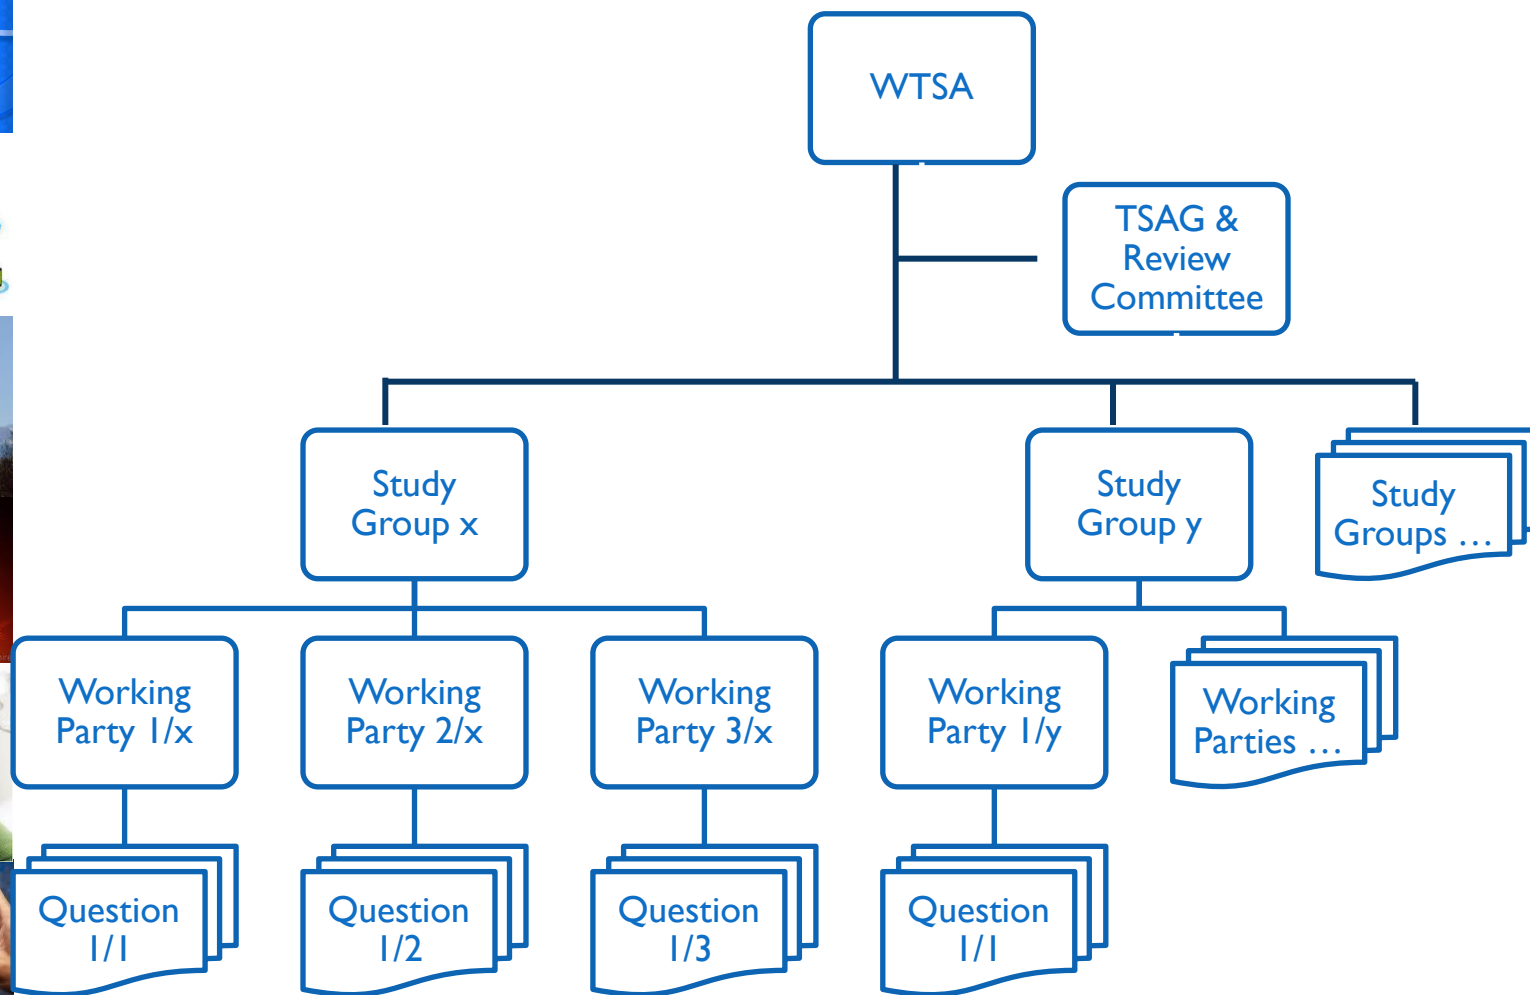 WTSA
TSAG &
Review
Committee
Study
Group x
Study
Group y
Study
Groups …
Working
Party 1/x
Working
Party 2/x
Working
Party 3/x
Working
Party 1/y
Working
Parties …
Question
1/1
Question
1/2
Question
1/3
Question
1/1